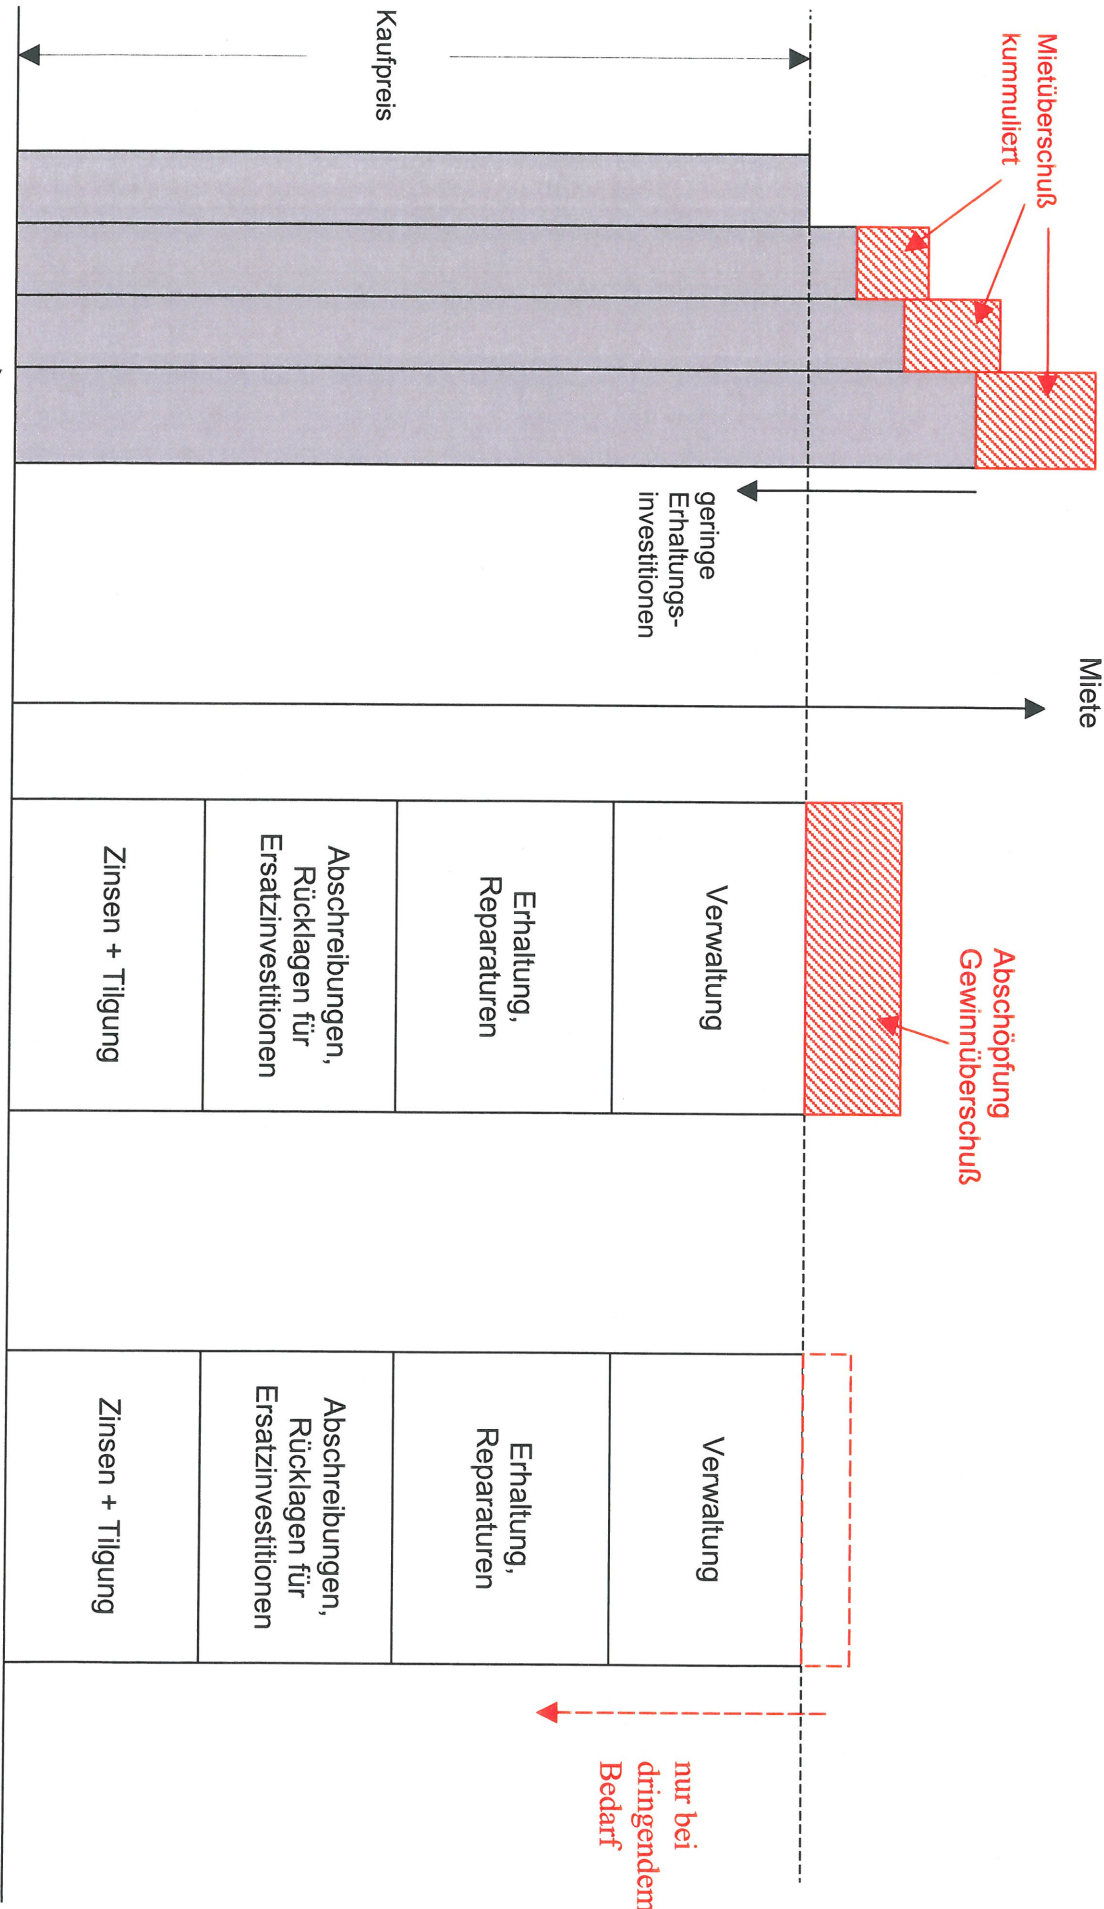 Mietüberschuß
kummuliert
Kaufpreis
geringe
Erhaltungs-
investitionen
Miete
Abschöpfung
Gewinnüberschuß
Verwaltung
Erhaltung,
Reparaturen
Abschreibungen,
Rücklagen für
Ersatzinvestitionen
Zinsen + Tilgung
Verwaltung
Erhaltung,
Reparaturen
Abschreibungen,
Rücklagen für
Ersatzinvestitionen
Zinsen + Tilgung
nur bei
dringendem
Bedarf